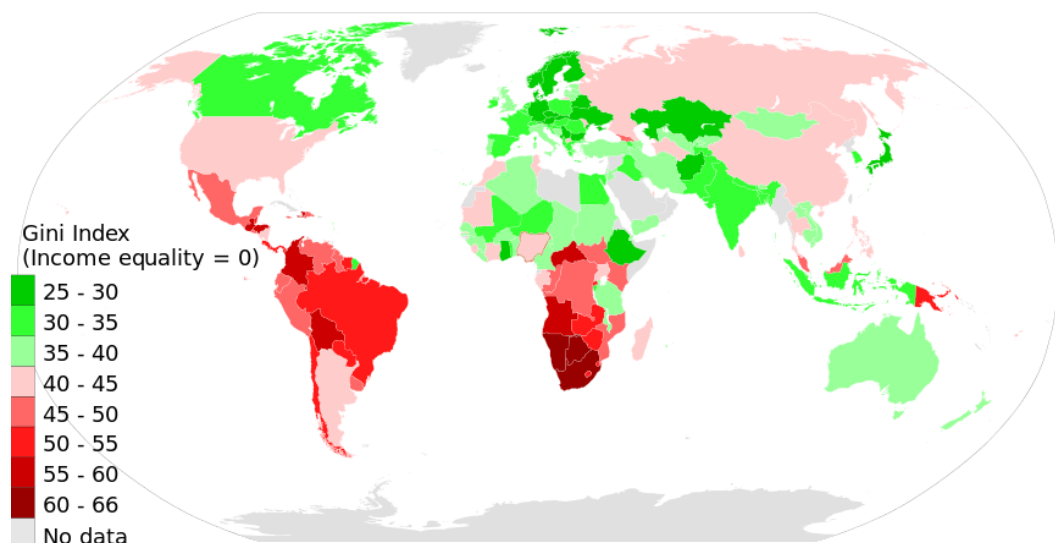 Gini Index
(Income equality = 0)
25 - 30
30 - 35
35 - 40
40 - 45
45 - 50
50 - 55
55 - 60
60 - 66
No data